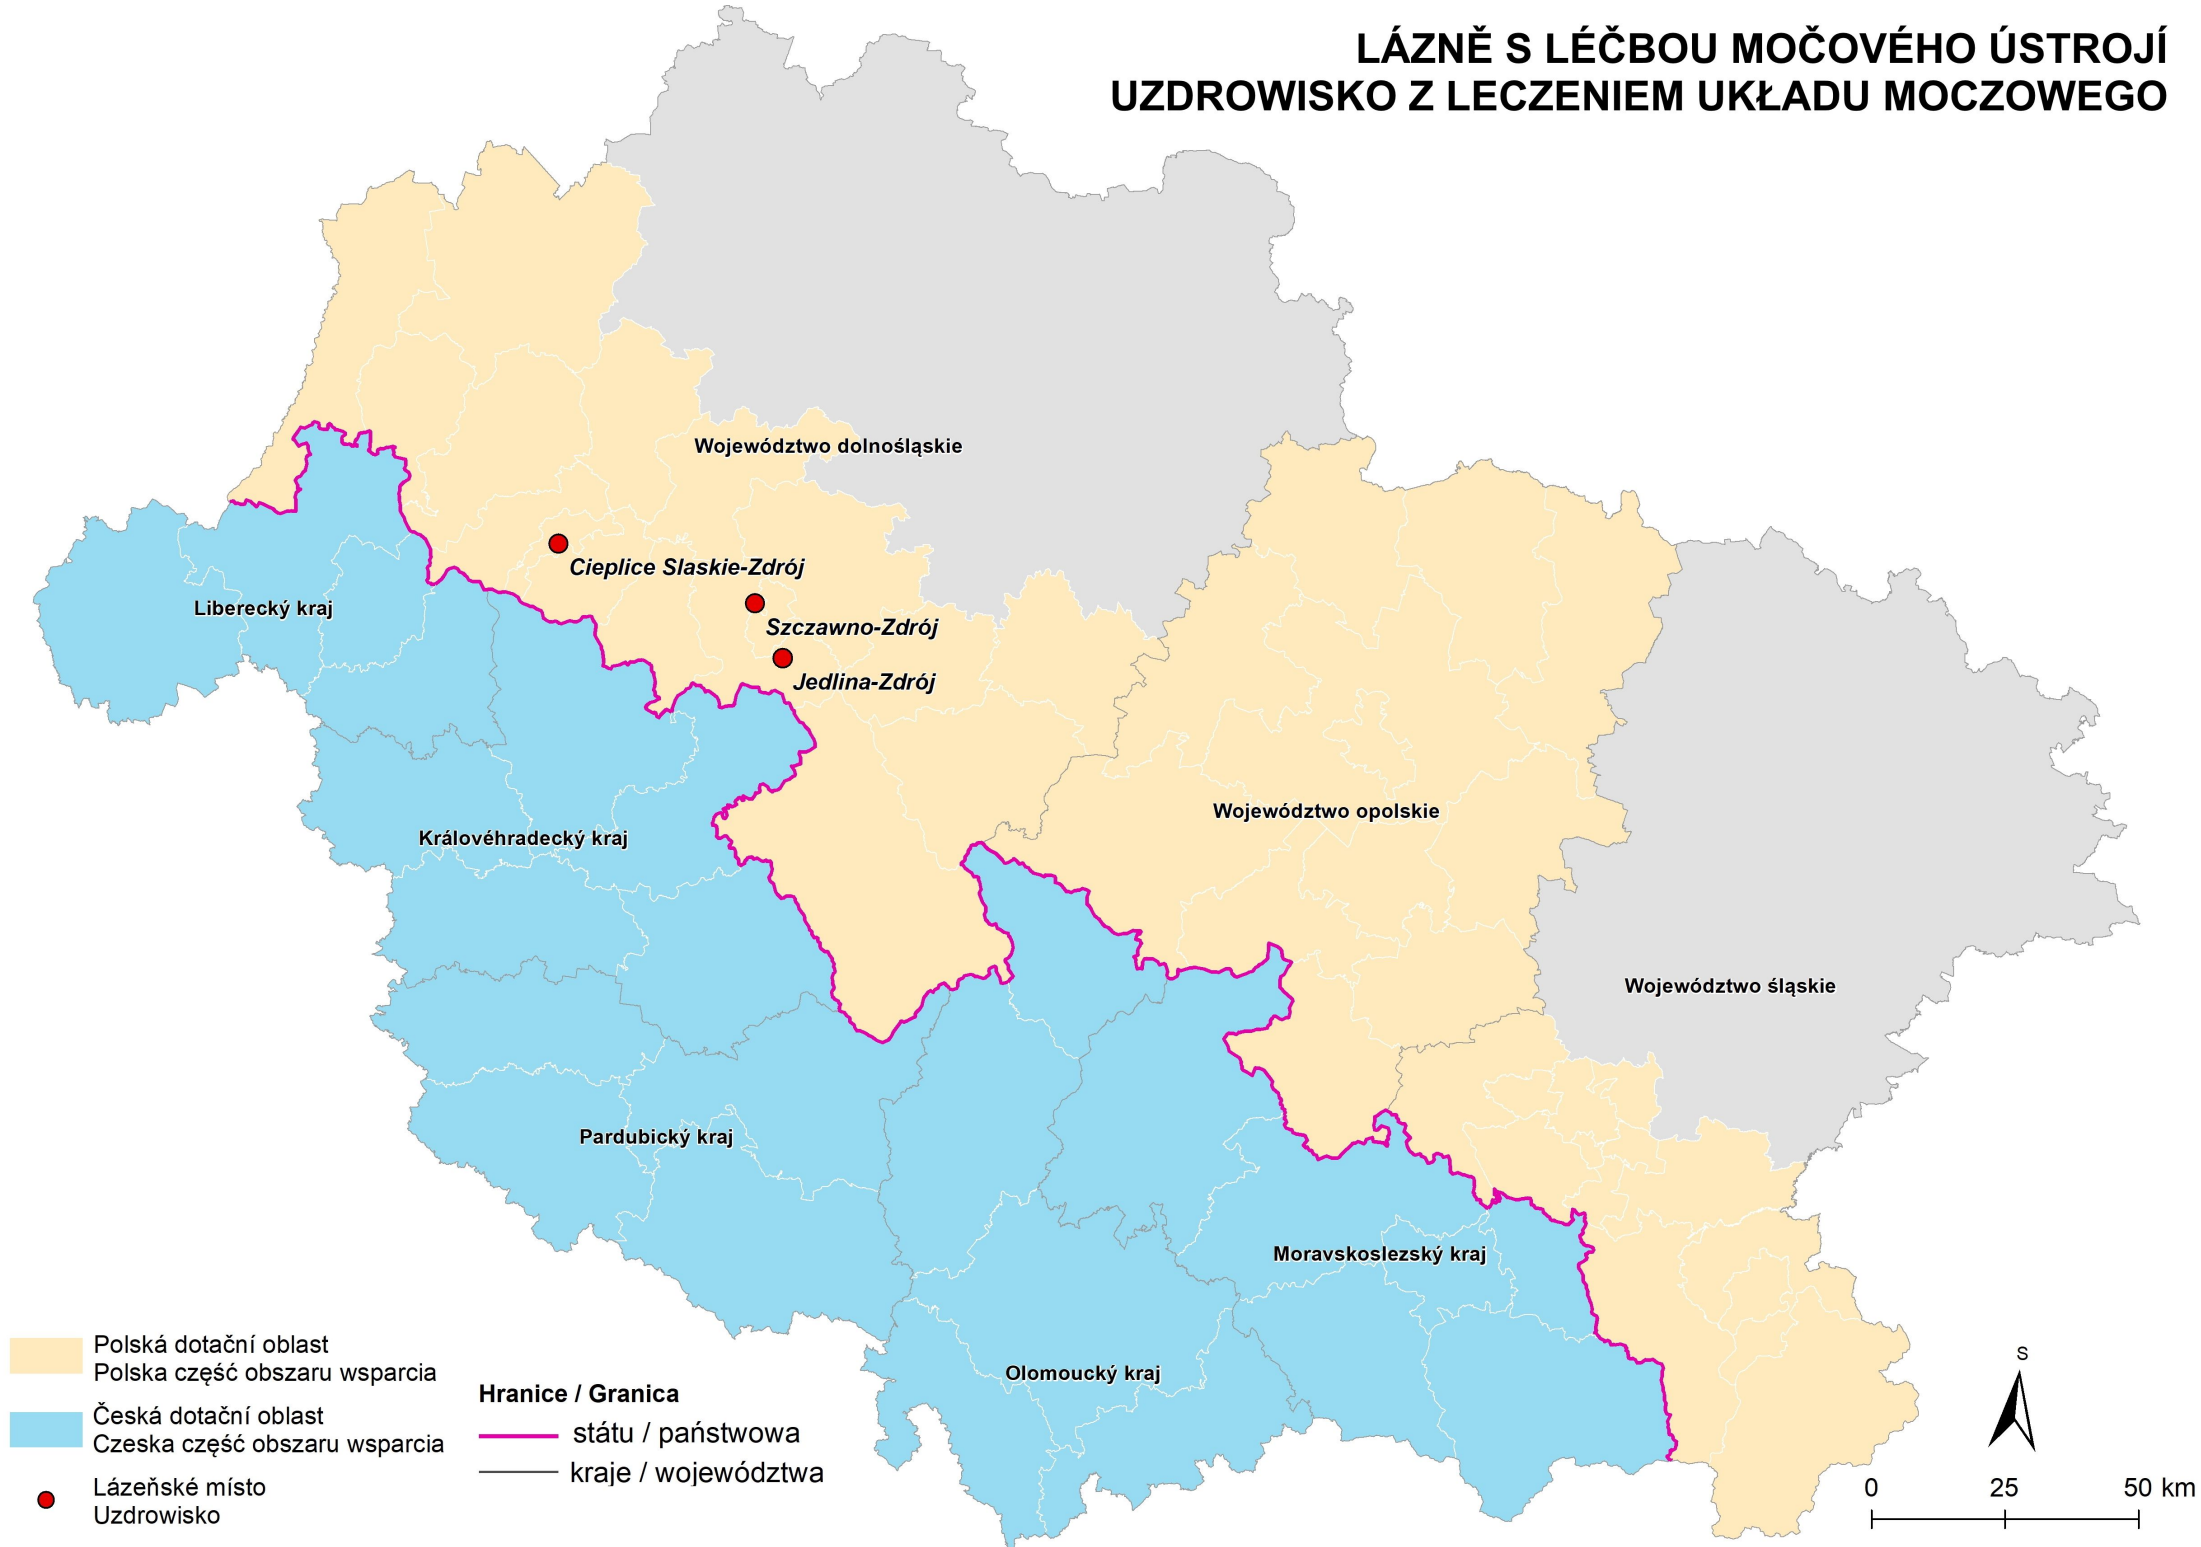 LÁZNĚ S LÉČBOU MOČOVÉHO ÚSTROJÍ
UZDROWISKO Z LECZENIEM UKŁADU MOCZOWEGO
Województwo dolnośląskie
Cieplice Slaskie-Zdrój
Liberecký kraj
Szczawno-Zdrój
Jedlina-Zdrój
Województwo opolskie
Královéhradecký kraj
Województwo śląskie
Pardubický kraj
Moravskoslezský kraj
Olomoucký kraj
Polská dotační oblast
Polska część obszaru wsparcia
Česká dotační oblast
Czeska część obszaru wsparcia
Lázeňské místo
Uzdrowisko
Hranice / Granica
státu / państwowa
kraje / województwa
S
0 25 50 km